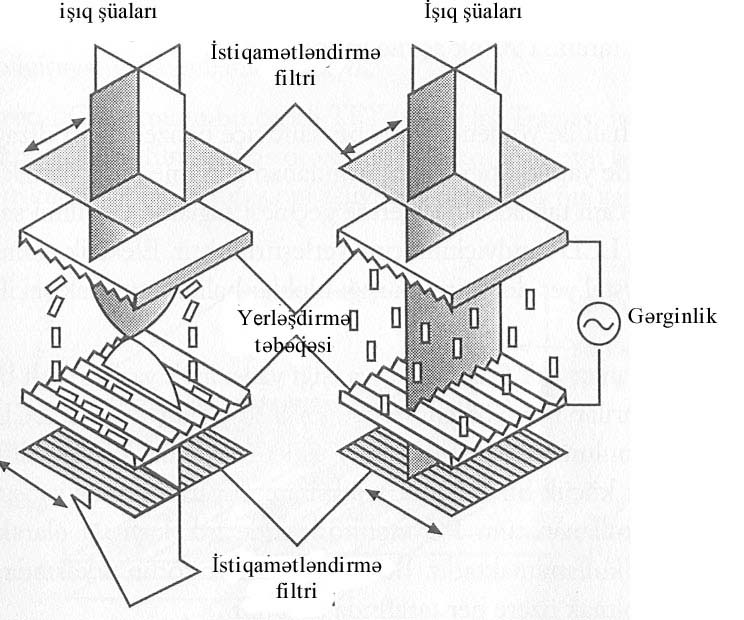 işıq şüaları
İşıq şüaları
İstiqamətləndirmə
filtri
Yerləşdirmə
təbəqəsi
Gərginlik
İstiqamətləndirmə
filtri